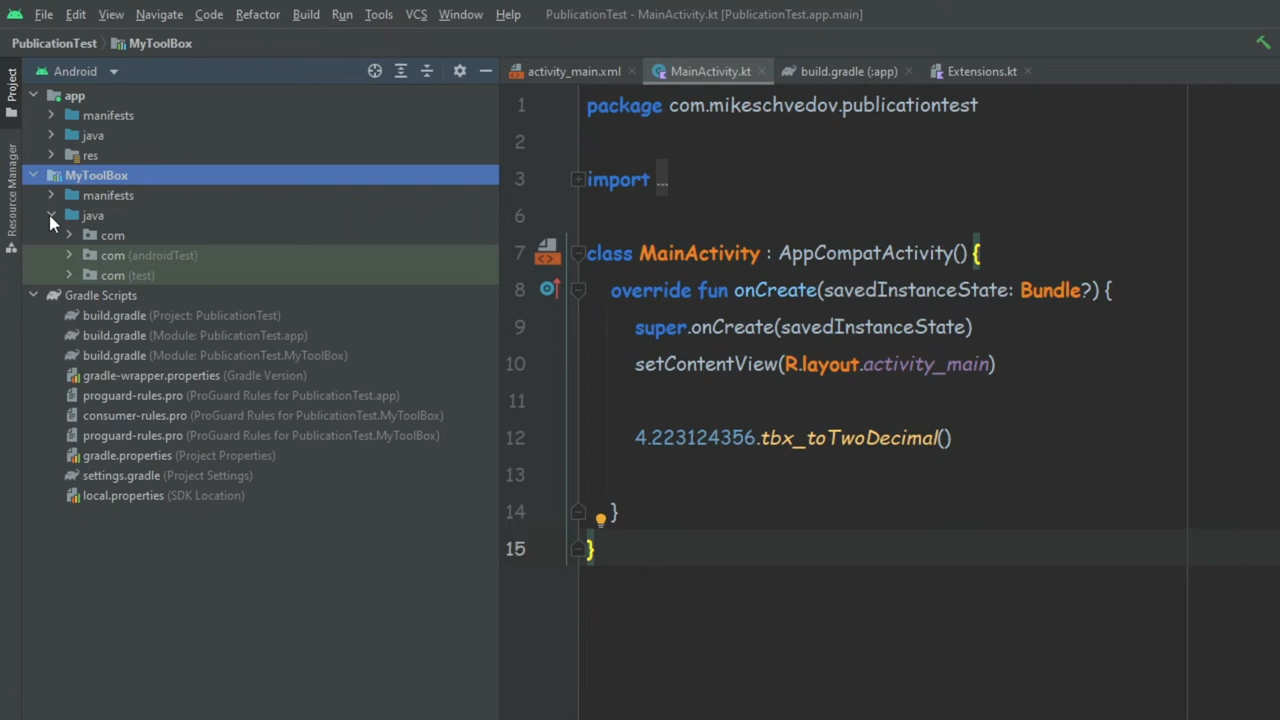 File Edit View Navigate Code Refactor Build Run Tools VCS Window Help PublicationTest - MainActivity.kt [PublicationTest.app.main]
PublicationTest MyToolBox
Project
Resource Manager
Android
app
manifests
java
res
MyToolBox
manifests
java
com
com (androidTest)
com (test)
Gradle Scripts
build.gradle (Project: PublicationTest)
build.gradle (Module: PublicationTest.app)
build.gradle (Module: PublicationTest.MyToolBox)
gradle-wrapper.properties (Gradle Version)
proguard-rules.pro (ProGuard Rules for PublicationTest.app)
consumer-rules.pro (ProGuard Rules for PublicationTest.MyToolBox)
proguard-rules.pro (ProGuard Rules for PublicationTest.MyToolBox)
gradle.properties (Project Properties)
settings.gradle (Project Settings)
local.properties (SDK Location)
activity_main.xml MainActivity.kt build.gradle (:app) Extensions.kt
1 package com.mikeschvedov.publicationtest
2
3 import ...
6
7 class MainActivity : AppCompatActivity() {
8 override fun onCreate(savedInstanceState: Bundle?) {
9 super.onCreate(savedInstanceState)
10 setContentView(R.layout.activity_main)
11
12 4.223124356.tbx_toTwoDecimal()
13
14 }
15 }